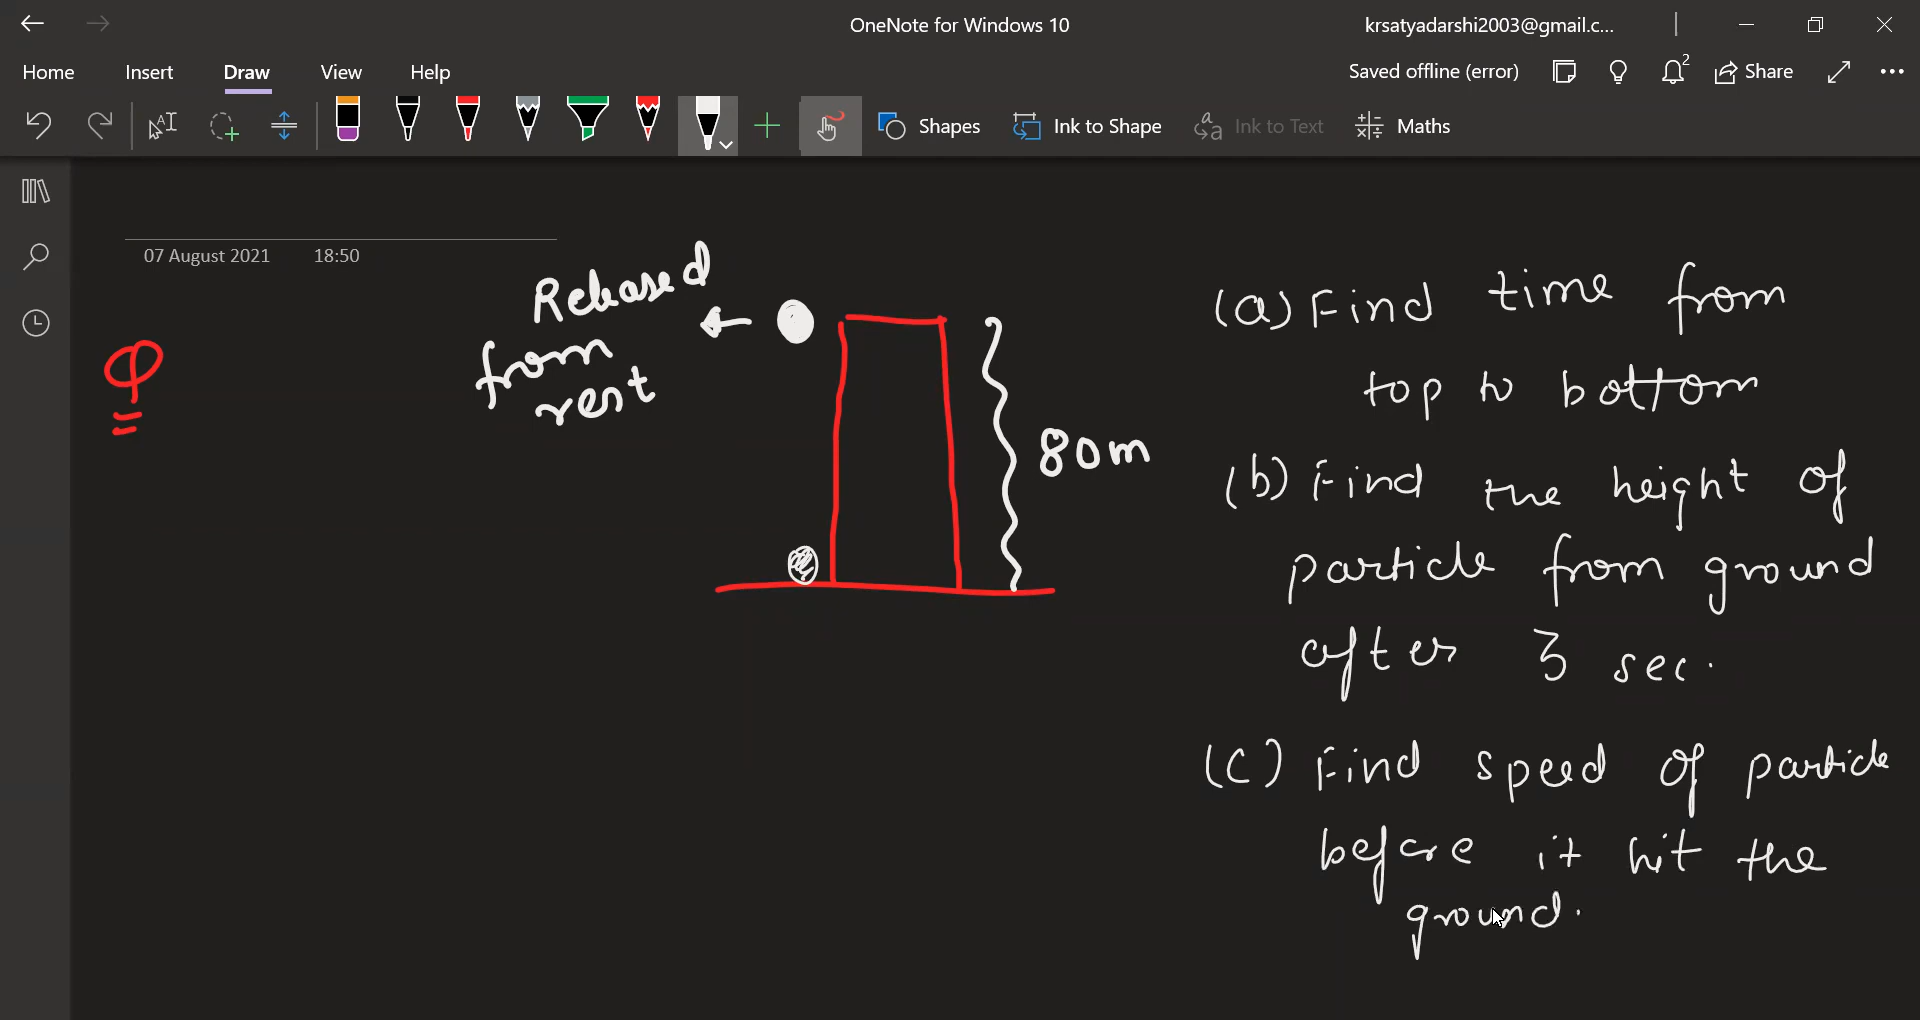 OneNote for Windows 10
krsatyadarshi2003@gmail.c...
Home Insert Draw View Help
Saved offline (error)
2
Share
Shapes
Ink to Shape
Ink to Text
Maths
07 August 2021 18:50
Q
Released
from
rest
80m
(a) Find time from
top to bottom
(b) Find the height of
particle from ground
after 3 sec.
(c) Find speed of particle
before it hit the
ground.